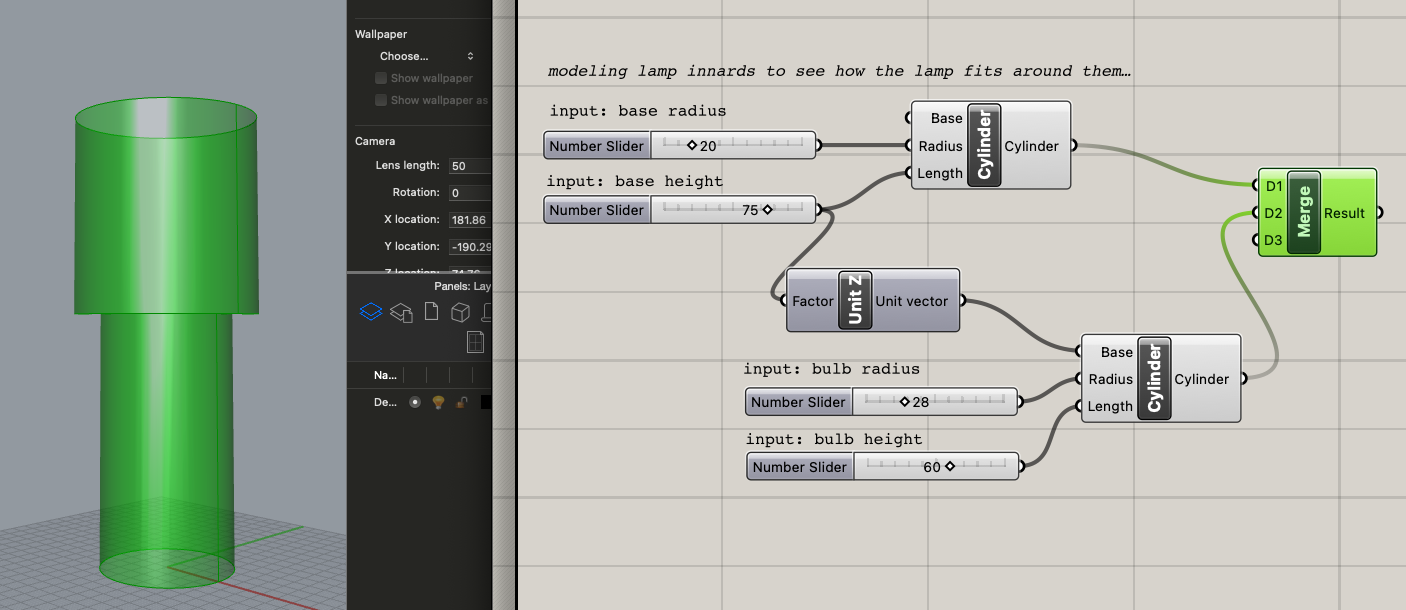 Wallpaper
Choose...
Show wallpaper
Show wallpaper as
Camera
Lens length: 50
Rotation: 0
X location: 181.86
Y location: -190.29
Panels: Lay
Na...
De...
modeling lamp innards to see how the lamp fits around them…
input: base radius
Number Slider 20
input: base height
Number Slider 75
Base
Radius
Length
Cylinder
Cylinder
D1
D2
D3
Merge
Result
Factor
Unit Z
Unit vector
input: bulb radius
Number Slider 28
input: bulb height
Number Slider 60
Base
Radius
Length
Cylinder
Cylinder